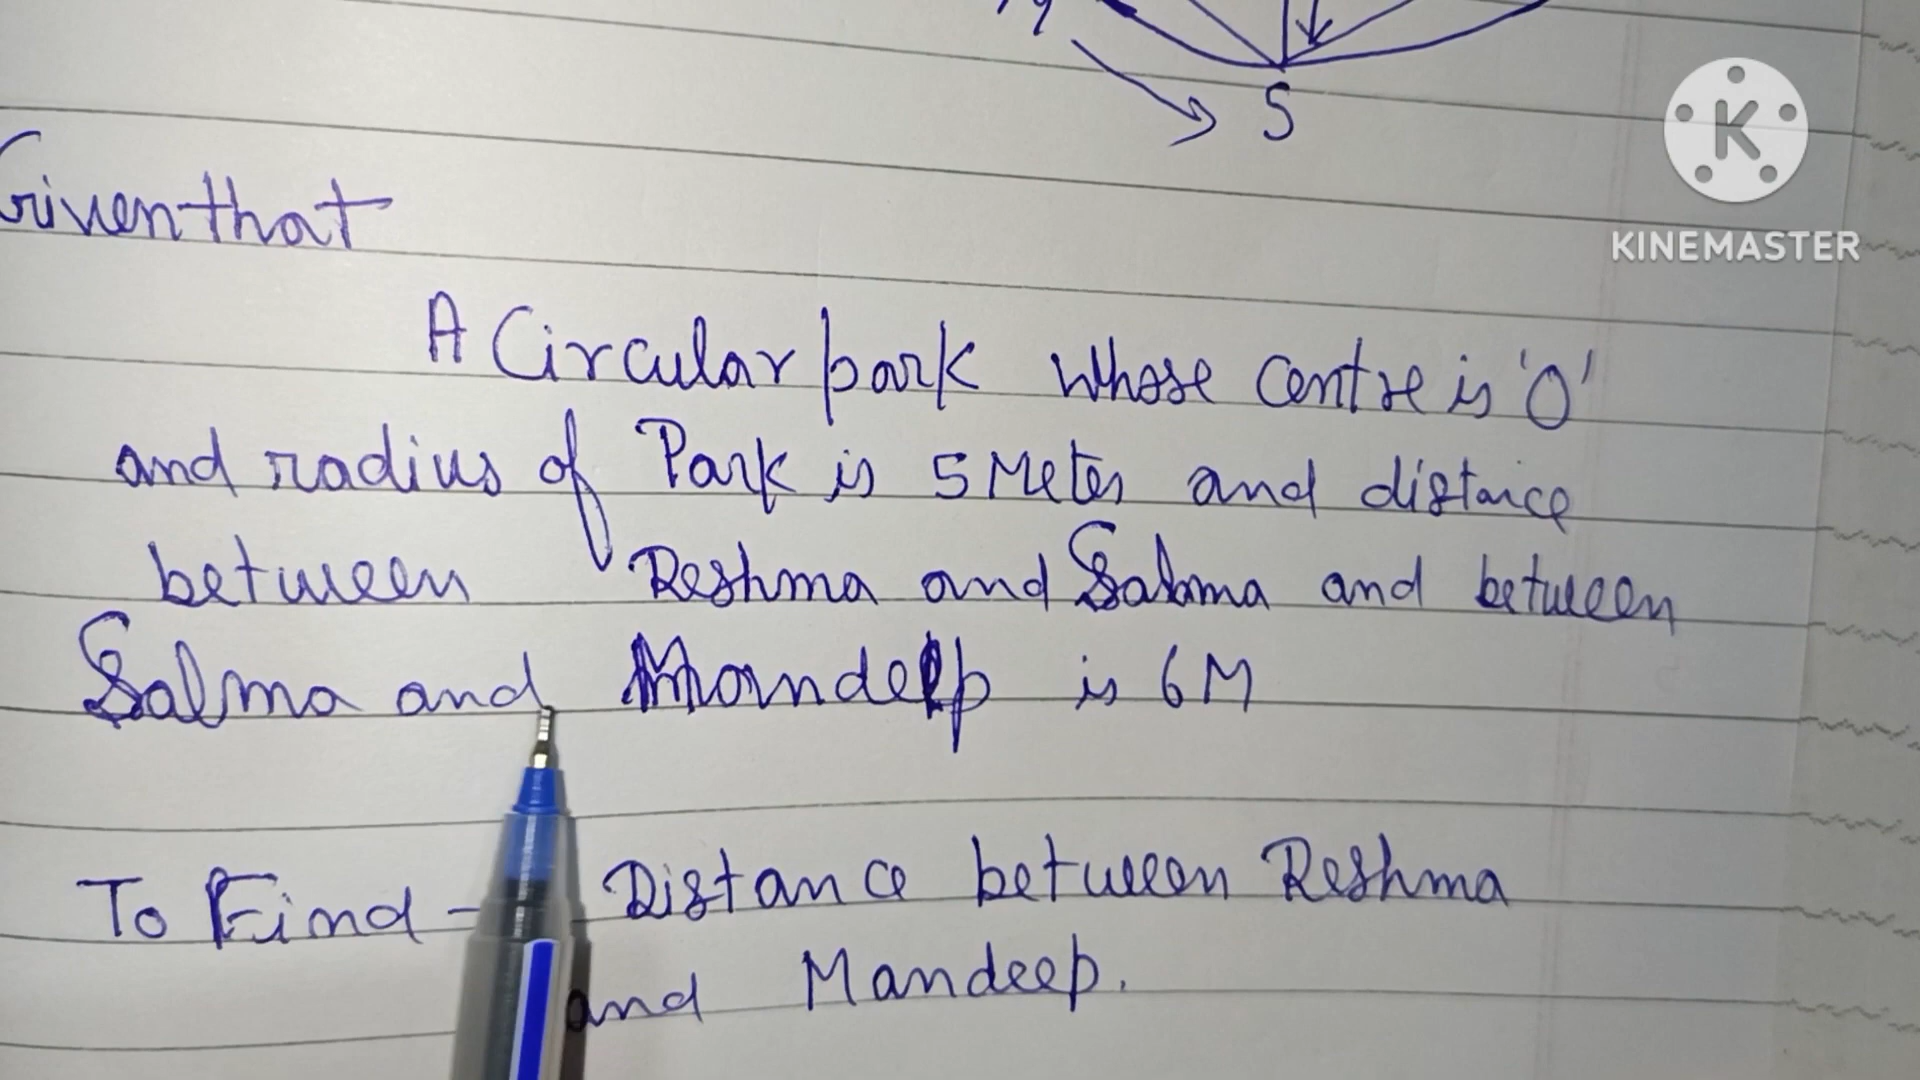 S
K
KINEMASTER
Given that
A Circular park whose centre is 'O'
and radius of Park is 5 Meter and distance
between Reshma and Salma and between
Salma and Mandeep is 6 M
To Find - Distance between Reshma
and Mandeep.